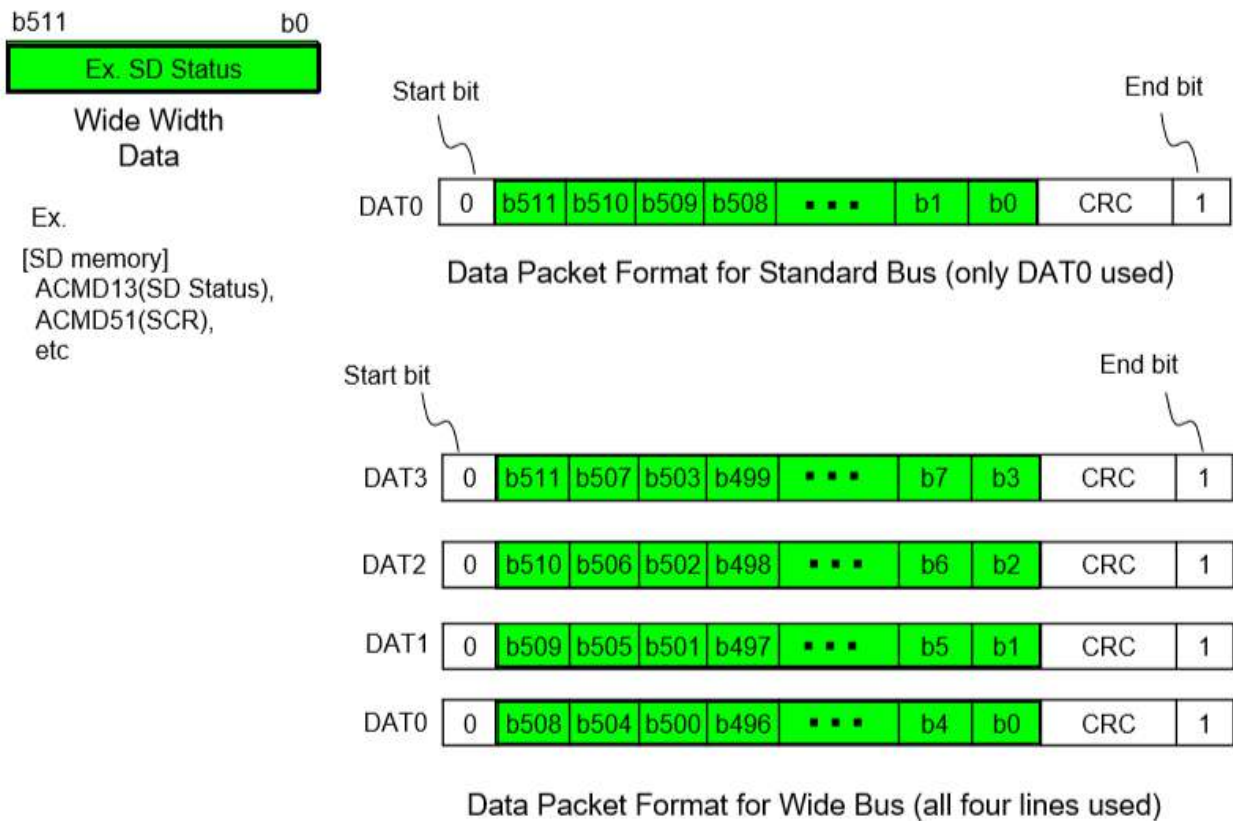 b511 b0
Ex. SD Status
Wide Width
Data
Ex.
[SD memory]
ACMD13(SD Status),
ACMD51(SCR),
etc
Start bit End bit
DAT0 0 b511 b510 b509 b508 ▪ ▪ ▪ b1 b0 CRC 1
Data Packet Format for Standard Bus (only DAT0 used)
Start bit End bit
DAT3 0 b511 b507 b503 b499 ▪ ▪ ▪ b7 b3 CRC 1
DAT2 0 b510 b506 b502 b498 ▪ ▪ ▪ b6 b2 CRC 1
DAT1 0 b509 b505 b501 b497 ▪ ▪ ▪ b5 b1 CRC 1
DAT0 0 b508 b504 b500 b496 ▪ ▪ ▪ b4 b0 CRC 1
Data Packet Format for Wide Bus (all four lines used)